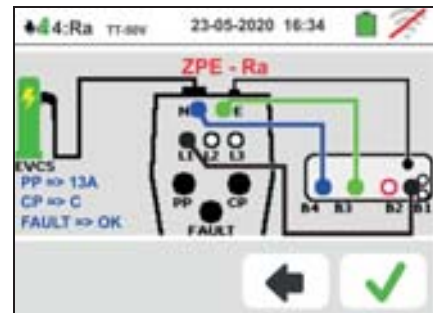 4:Ra TT-50V 23-05-2020 16:34
ZPE - Ra
N E
L1 L2 L3
EVCS
PP => 13A
CP => C
FAULT => OK
PP CP
FAULT
B4 B3 B2 B1